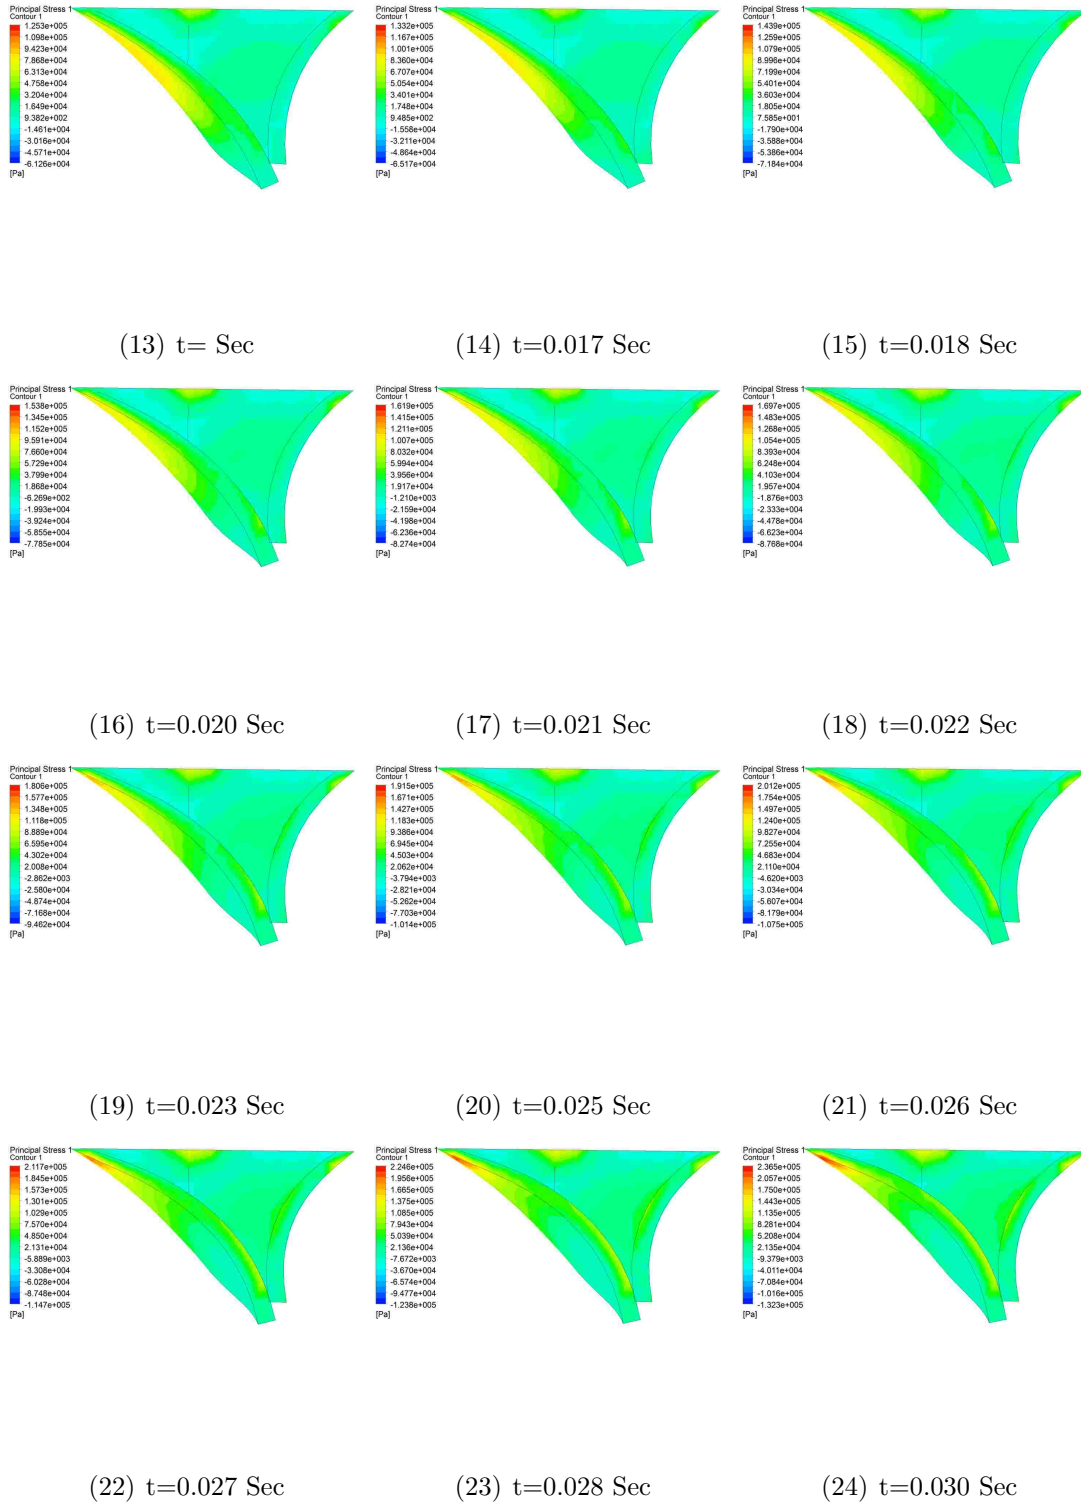 Principal Stress 1
Contour 1
1.253e+005
1.098e+005
9.423e+004
7.868e+004
6.313e+004
4.758e+004
3.204e+004
1.649e+004
9.382e+002
-1.461e+004
-3.016e+004
-4.571e+004
-6.126e+004
[Pa]
(13) t= Sec
Principal Stress 1
Contour 1
1.332e+005
1.167e+005
1.001e+005
8.360e+004
6.707e+004
5.054e+004
3.401e+004
1.748e+004
9.485e+002
-1.558e+004
-3.211e+004
-4.864e+004
-6.517e+004
[Pa]
(14) t=0.017 Sec
Principal Stress 1
Contour 1
1.439e+005
1.259e+005
1.079e+005
8.996e+004
7.199e+004
5.401e+004
3.603e+004
1.805e+004
7.585e+001
-1.790e+004
-3.588e+004
-5.386e+004
-7.184e+004
[Pa]
(15) t=0.018 Sec
Principal Stress 1
Contour 1
1.538e+005
1.345e+005
1.152e+005
9.591e+004
7.660e+004
5.729e+004
3.799e+004
1.868e+004
-6.269e+002
-1.993e+004
-3.924e+004
-5.855e+004
-7.785e+004
[Pa]
(16) t=0.020 Sec
Principal Stress 1
Contour 1
1.619e+005
1.415e+005
1.211e+005
1.007e+005
8.032e+004
5.994e+004
3.956e+004
1.917e+004
-1.210e+003
-2.159e+004
-4.198e+004
-6.236e+004
-8.274e+004
[Pa]
(17) t=0.021 Sec
Principal Stress 1
Contour 1
1.697e+005
1.483e+005
1.268e+005
1.054e+005
8.393e+004
6.248e+004
4.103e+004
1.957e+004
-1.876e+003
-2.333e+004
-4.478e+004
-6.623e+004
-8.768e+004
[Pa]
(18) t=0.022 Sec
Principal Stress 1
Contour 1
1.806e+005
1.577e+005
1.348e+005
1.118e+005
8.889e+004
6.595e+004
4.302e+004
2.008e+004
-2.862e+003
-2.580e+004
-4.874e+004
-7.168e+004
-9.462e+004
[Pa]
(19) t=0.023 Sec
Principal Stress 1
Contour 1
1.915e+005
1.671e+005
1.427e+005
1.183e+005
9.386e+004
6.945e+004
4.503e+004
2.062e+004
-3.794e+003
-2.821e+004
-5.262e+004
-7.703e+004
-1.014e+005
[Pa]
(20) t=0.025 Sec
Principal Stress 1
Contour 1
2.012e+005
1.754e+005
1.497e+005
1.240e+005
9.827e+004
7.255e+004
4.683e+004
2.110e+004
-4.620e+003
-3.034e+004
-5.607e+004
-8.179e+004
-1.075e+005
[Pa]
(21) t=0.026 Sec
Principal Stress 1
Contour 1
2.117e+005
1.845e+005
1.573e+005
1.301e+005
1.029e+005
7.570e+004
4.850e+004
2.131e+004
-5.889e+003
-3.308e+004
-6.028e+004
-8.748e+004
-1.147e+005
[Pa]
(22) t=0.027 Sec
Principal Stress 1
Contour 1
2.246e+005
1.956e+005
1.665e+005
1.375e+005
1.085e+005
7.943e+004
5.039e+004
2.136e+004
-7.672e+003
-3.670e+004
-6.574e+004
-9.477e+004
-1.238e+005
[Pa]
(23) t=0.028 Sec
Principal Stress 1
Contour 1
2.365e+005
2.057e+005
1.750e+005
1.443e+005
1.135e+005
8.281e+004
5.208e+004
2.135e+004
-9.379e+003
-4.011e+004
-7.084e+004
-1.016e+005
-1.323e+005
[Pa]
(24) t=0.030 Sec